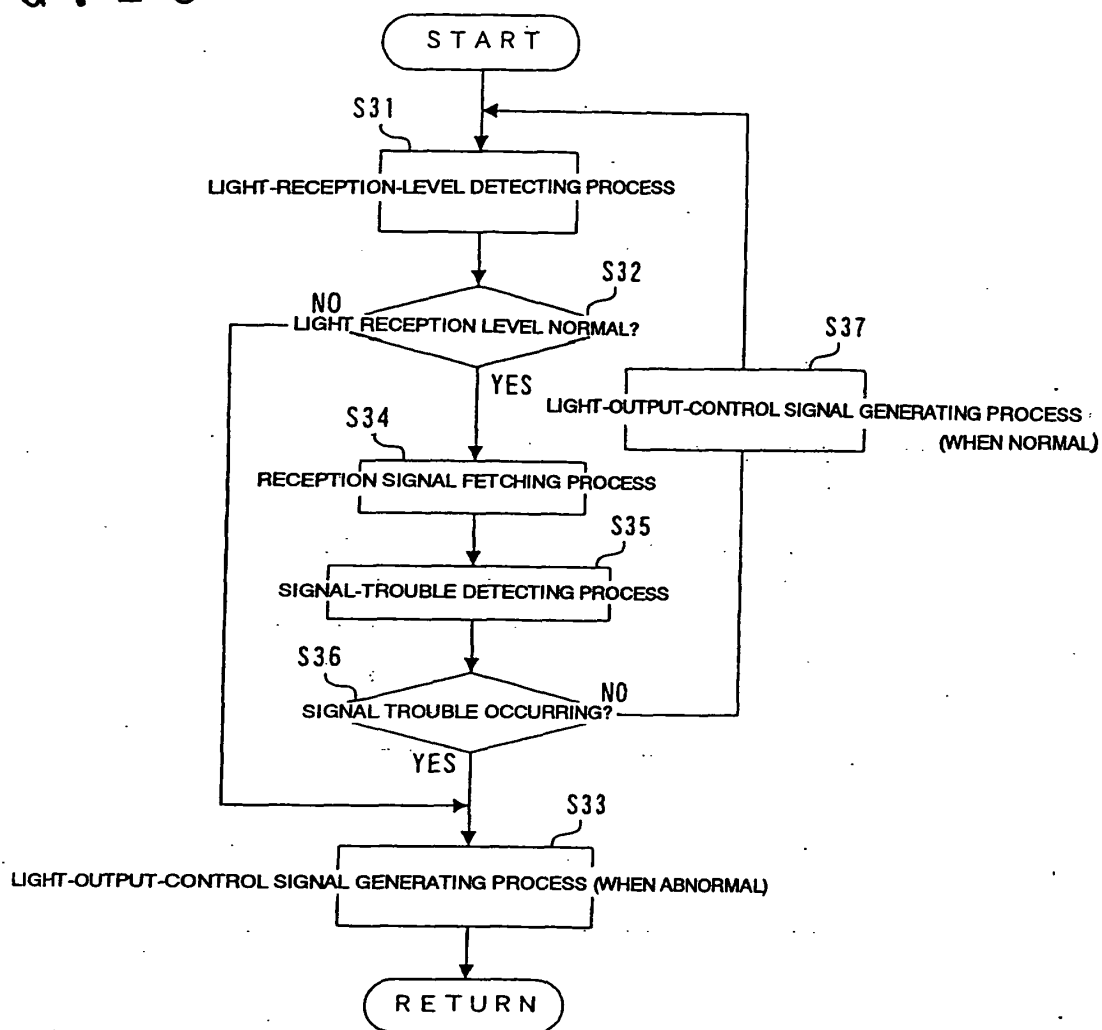 START
S31
LIGHT-RECEPTION-LEVEL DETECTING PROCESS
S32
NO
LIGHT RECEPTION LEVEL NORMAL?
S37
YES
LIGHT-OUTPUT-CONTROL SIGNAL GENERATING PROCESS
(WHEN NORMAL)
S34
RECEPTION SIGNAL FETCHING PROCESS
S35
SIGNAL-TROUBLE DETECTING PROCESS
S36
NO
SIGNAL TROUBLE OCCURRING?
YES
S33
LIGHT-OUTPUT-CONTROL SIGNAL GENERATING PROCESS (WHEN ABNORMAL)
RETURN